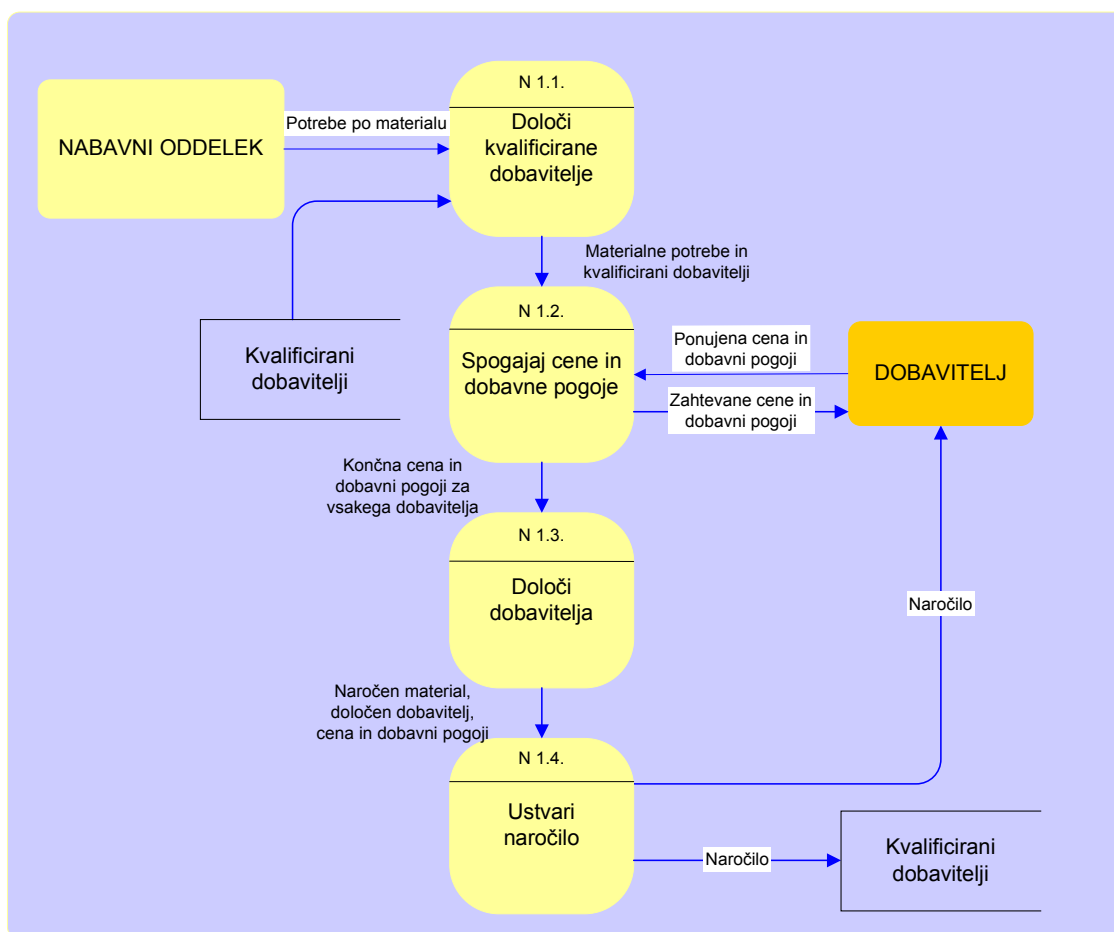 N 1.1.
NABAVNI ODDELEK
Potrebe po materialu
Določi
kvalificirane
dobavitelje
Materialne potrebe in
kvalificirani dobavitelji
Kvalificirani
dobavitelji
N 1.2.
Spogajaj cene in
dobavne pogoje
Ponujena cena in
dobavni pogoji
DOBAVITELJ
Zahtevane cene in
dobavni pogoji
Končna cena in
dobavni pogoji za
vsakega dobavitelja
N 1.3.
Določi
dobavitelja
Naročilo
Naročen material,
določen dobavitelj,
cena in dobavni pogoji
N 1.4.
Ustvari
naročilo
Naročilo
Kvalificirani
dobavitelji